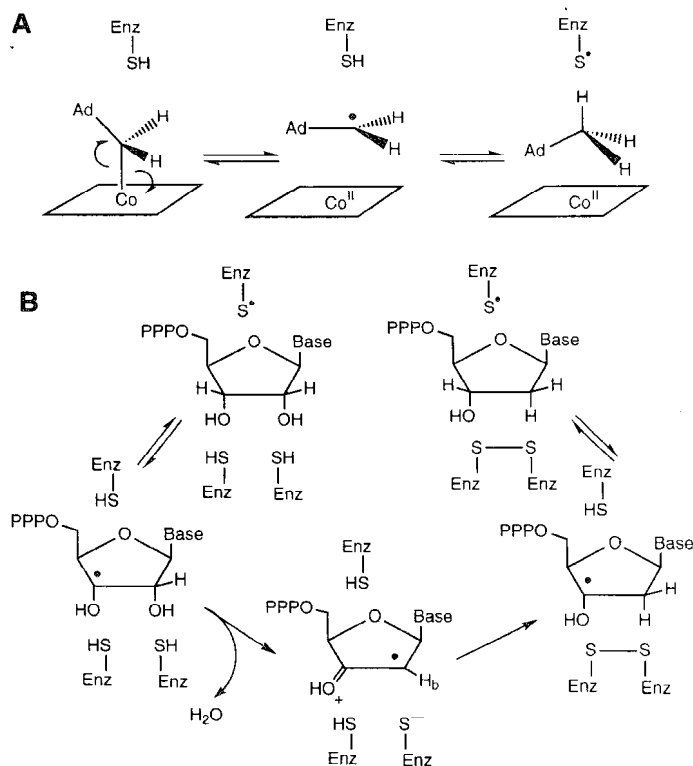 A
Enz
SH
Ad
H
H
Co
Enz
SH
Ad
H
H
Co^II
Enz
S•
H
Ad
H
H
Co^II
B
Enz
S•
PPPO
O
Base
H
H
HO
OH
HS
SH
Enz
Enz
Enz
S•
PPPO
O
Base
H
H
HO
H
S
S
Enz
Enz
Enz
HS
PPPO
O
Base
H
HO
OH
HS
SH
Enz
Enz
H₂O
Enz
HS
PPPO
O
Base
H_b
HO
+
HS
S⁻
Enz
Enz
Enz
HS
PPPO
O
Base
H
HO
H
S
S
Enz
Enz